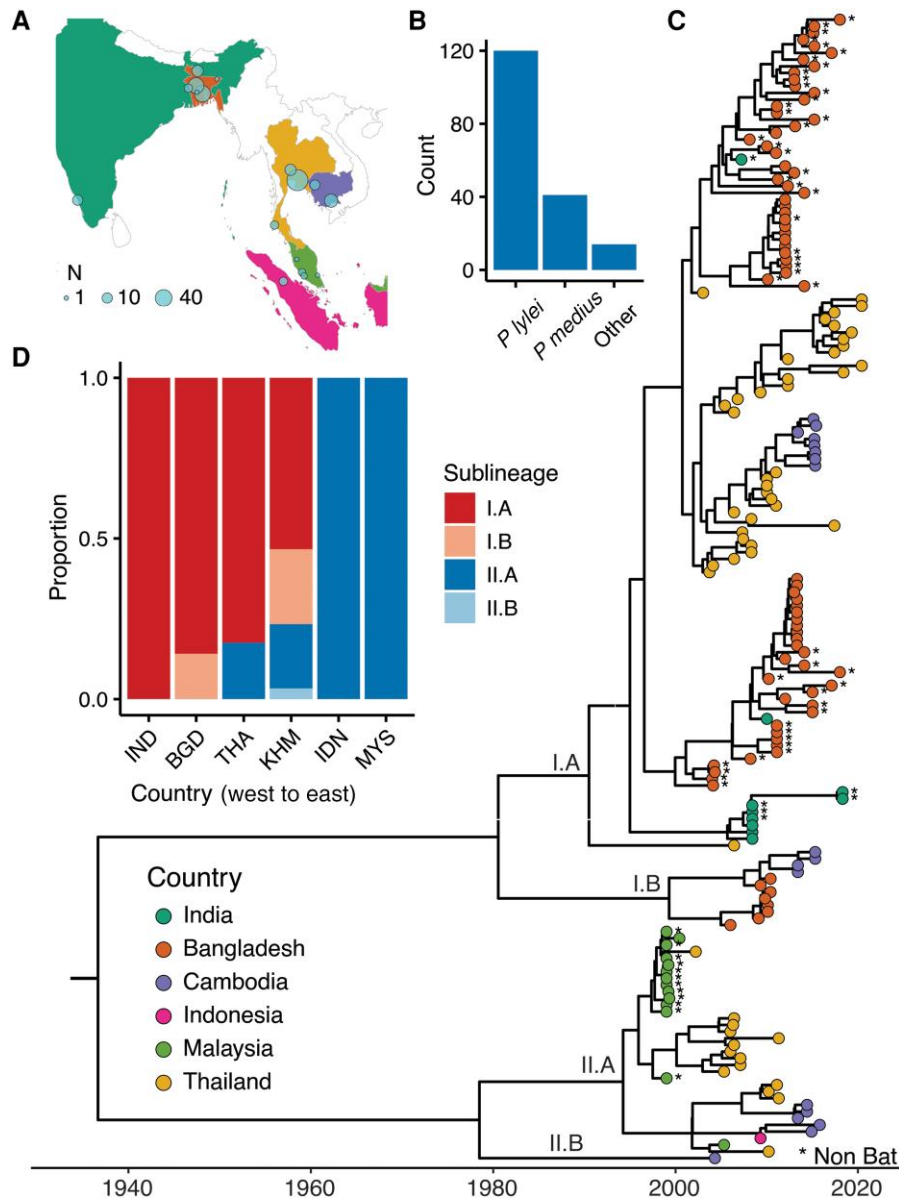 A
N
1 10 40
B
Count
120
80
40
0
P lylei
P medius
Other
C
D
Proportion
1.0
0.5
0.0
IND BGD THA KHM IDN MYS
Country (west to east)
Sublineage
I.A
I.B
II.A
II.B
I.A
I.B
II.A
II.B
Country
India
Bangladesh
Cambodia
Indonesia
Malaysia
Thailand
* Non Bat
1940 1960 1980 2000 2020